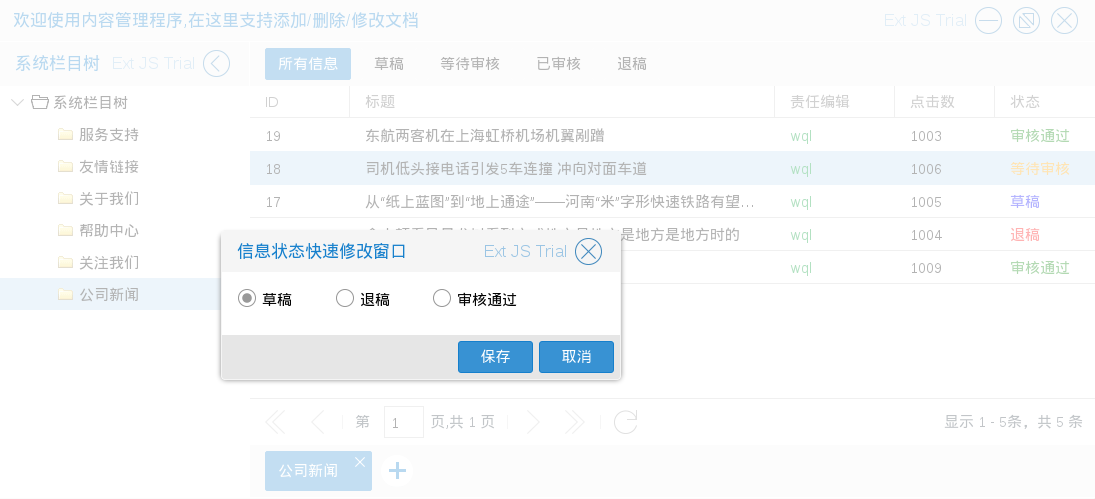 欢迎使用内容管理程序,在这里支持添加/删除/修改文档
Ext JS Trial
系统栏目树
Ext JS Trial
所有信息 草稿 等待审核 已审核 退稿
系统栏目树
服务支持
友情链接
关于我们
帮助中心
关注我们
公司新闻
ID 标题 责任编辑 点击数 状态
19 东航两客机在上海虹桥机场机翼剐蹭 wql 1003 审核通过
18 司机低头接电话引发5车连撞 冲向对面车道 wql 1006 等待审核
17 从“纸上蓝图”到“地上通途”——河南“米”字形快速铁路有望... wql 1005 草稿
是地方是地方时的 wql 1004 退稿
wql 1009 审核通过
信息状态快速修改窗口 Ext JS Trial
草稿 退稿 审核通过
保存 取消
第 1 页,共 1 页
显示 1 - 5条，共 5 条
公司新闻